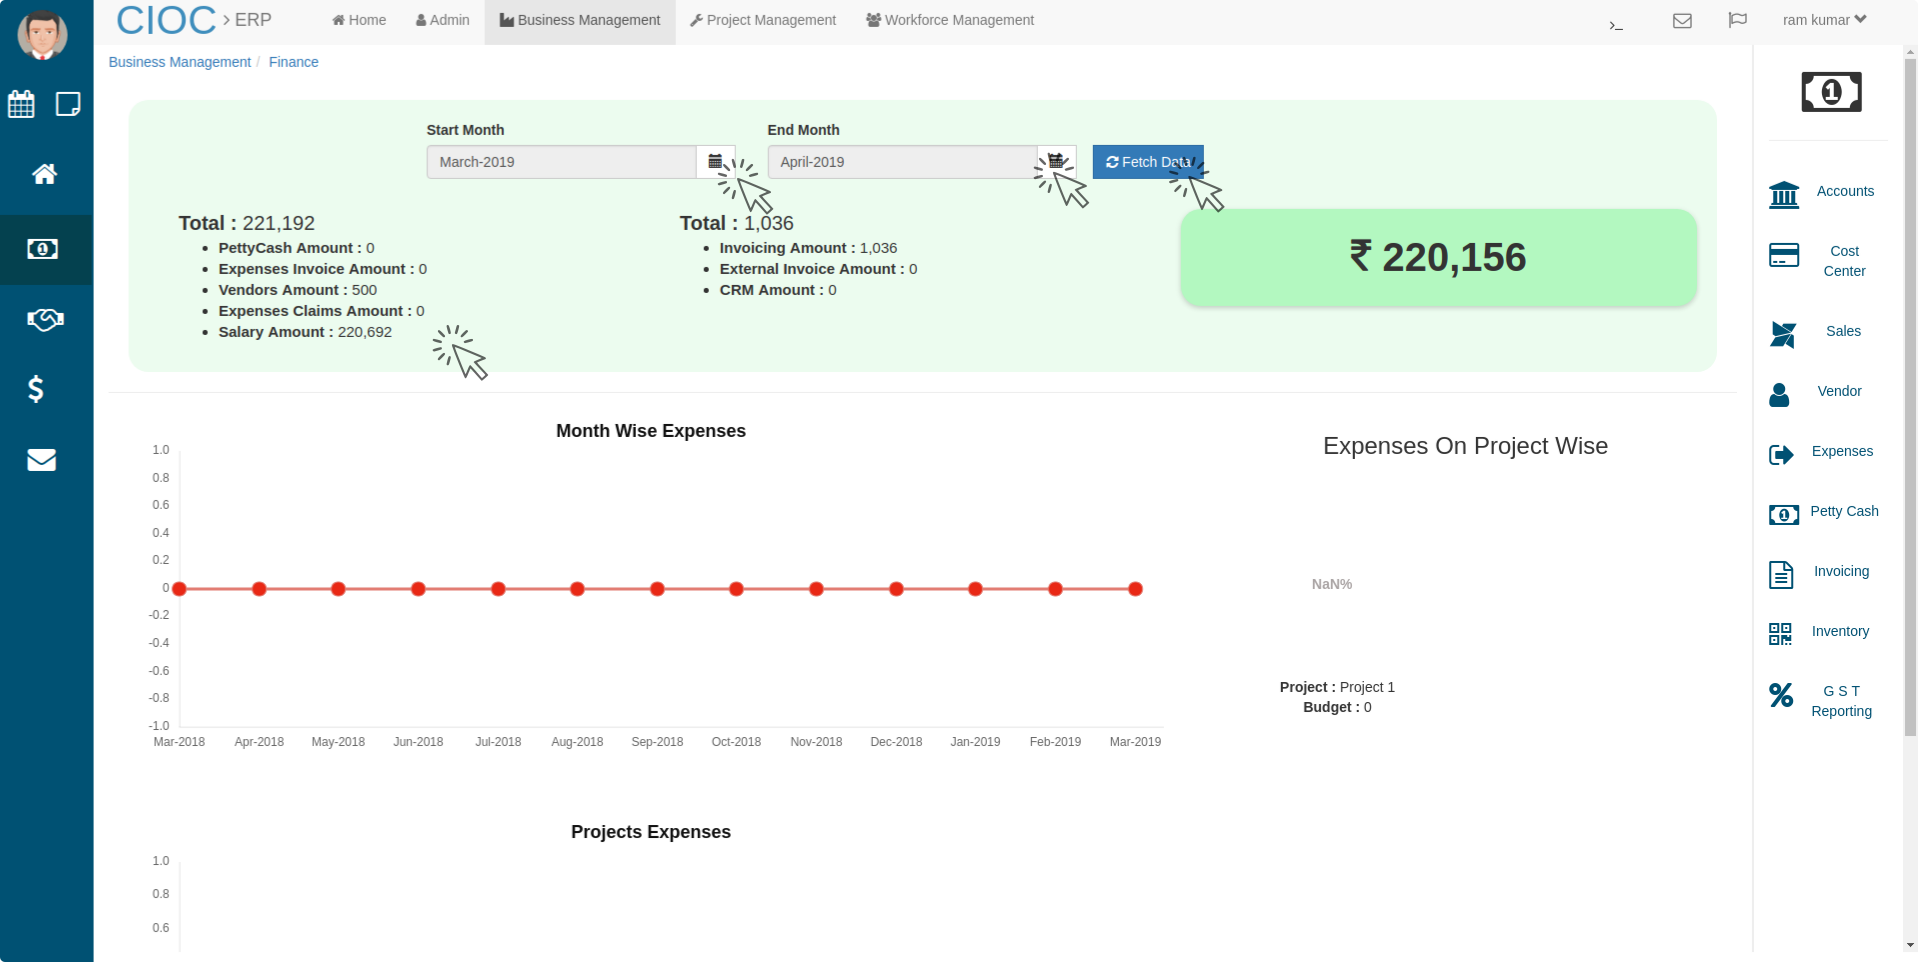 CIOC > ERP Home Admin Business Management Project Management Workforce Management >_ ram kumar
Business Management / Finance
Start Month End Month
March-2019 April-2019 Fetch Data
Total : 221,192
PettyCash Amount : 0
Expenses Invoice Amount : 0
Vendors Amount : 500
Expenses Claims Amount : 0
Salary Amount : 220,692
Total : 1,036
Invoicing Amount : 1,036
External Invoice Amount : 0
CRM Amount : 0
₹ 220,156
Month Wise Expenses
1.0
0.8
0.6
0.4
0.2
0
-0.2
-0.4
-0.6
-0.8
-1.0
Mar-2018 Apr-2018 May-2018 Jun-2018 Jul-2018 Aug-2018 Sep-2018 Oct-2018 Nov-2018 Dec-2018 Jan-2019 Feb-2019 Mar-2019
Expenses On Project Wise
NaN%
Project : Project 1
Budget : 0
Projects Expenses
1.0
0.8
0.6
Accounts
Cost
Center
Sales
Vendor
Expenses
Petty Cash
Invoicing
Inventory
G S T
Reporting